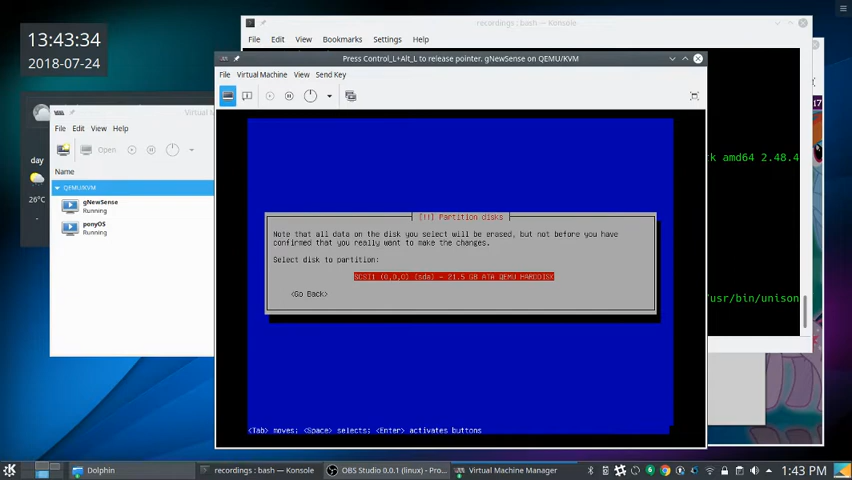 13:43:34
2018-07-24
recordings : bash — Konsole
File Edit View Bookmarks Settings Help
Press Control_L+Alt_L to release pointer. gNewSense on QEMU/KVM
File Virtual Machine View Send Key
Virtual
File Edit View Help
Open
Name
QEMU/KVM
gNewSense
Running
ponyOS
Running
day
26°C
-
17
amd64 2.48.4
/usr/bin/unison
[!!] Partition disks
Note that all data on the disk you select will be erased, but not before you have
confirmed that you really want to make the changes.
Select disk to partition:
SCSI1 (0,0,0) (sda) - 21.5 GB ATA QEMU HARDDISK
<Go Back>
<Tab> moves; <Space> selects; <Enter> activates buttons
Dolphin
recordings : bash — Konsole
OBS Studio 0.0.1 (linux) - Pro...
Virtual Machine Manager
1:43 PM